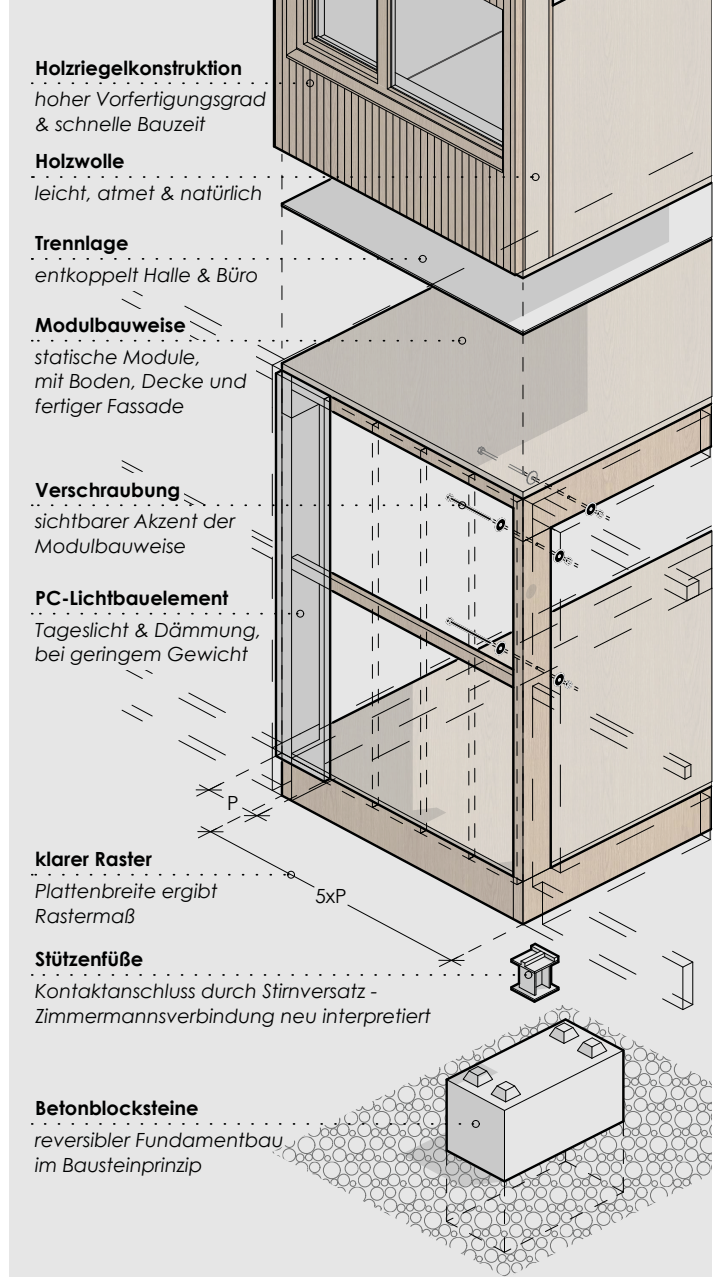 Holzriegelkonstruktion
hoher Vorfertigungsgrad
& schnelle Bauzeit
Holzwolle
leicht, atmet & natürlich
Trennlage
entkoppelt Halle & Büro
Modulbauweise
statische Module,
mit Boden, Decke und
fertiger Fassade
Verschraubung
sichtbarer Akzent der
Modulbauweise
PC-Lichtbauelement
Tageslicht & Dämmung,
bei geringem Gewicht
P
klarer Raster
Plattenbreite ergibt
Rastermaß
5xP
Stützenfüße
Kontaktanschluss durch Stirnversatz -
Zimmermannsverbindung neu interpretiert
Betonblocksteine
reversibler Fundamentbau
im Bausteinprinzip